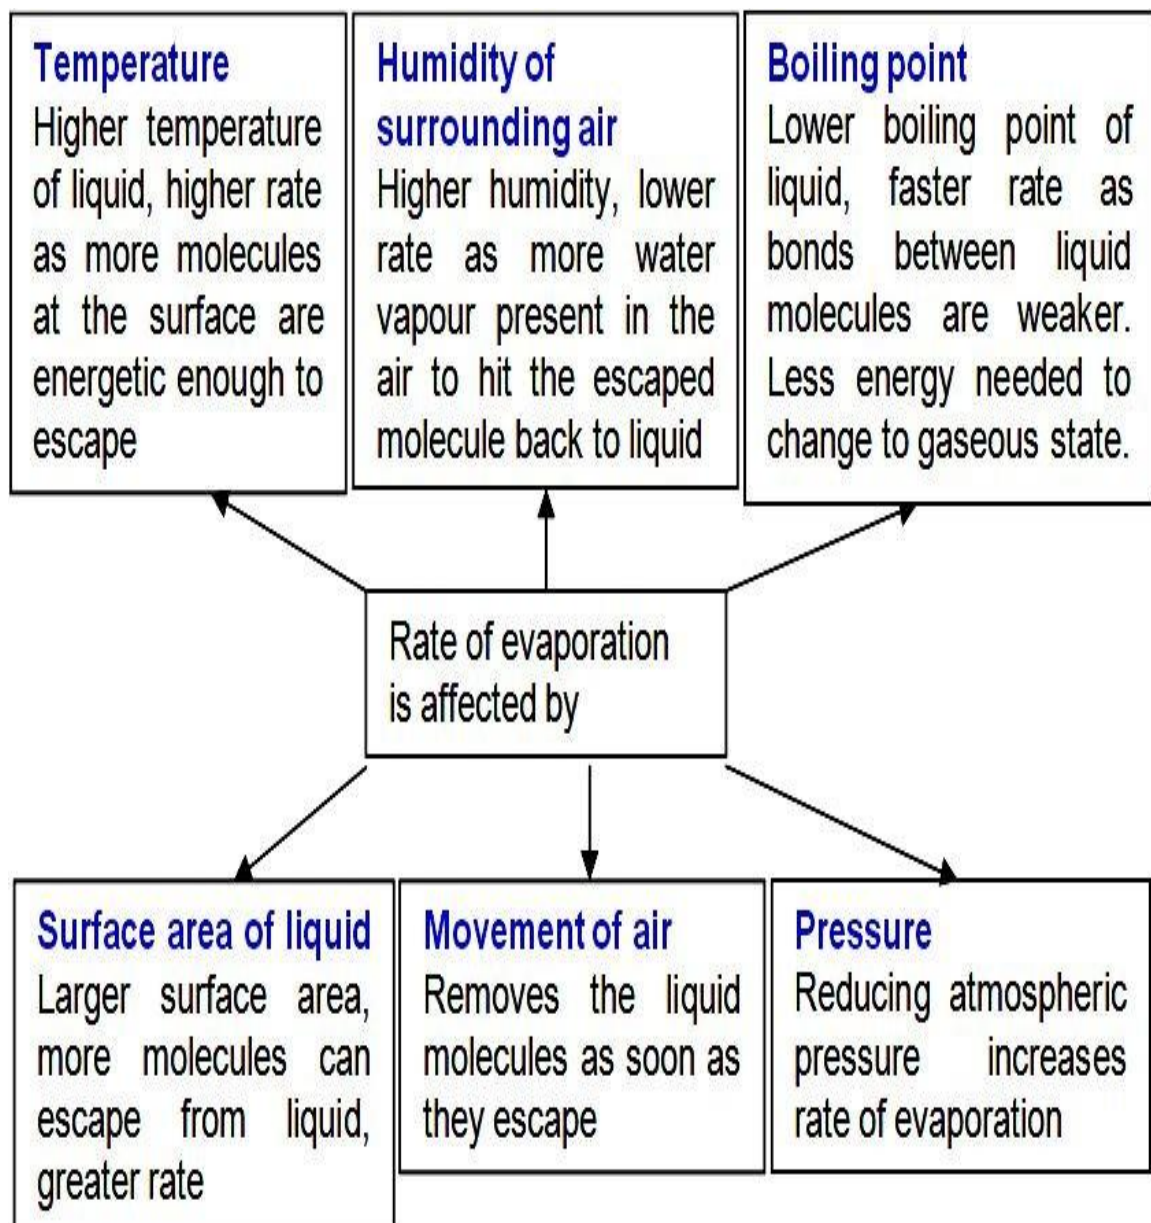 Temperature
Higher temperature
of liquid, higher rate
as more molecules
at the surface are
energetic enough to
escape
Humidity of
surrounding air
Higher humidity, lower
rate as more water
vapour present in the
air to hit the escaped
molecule back to liquid
Boiling point
Lower boiling point of
liquid, faster rate as
bonds between liquid
molecules are weaker.
Less energy needed to
change to gaseous state.
Rate of evaporation
is affected by
Surface area of liquid
Larger surface area,
more molecules can
escape from liquid,
greater rate
Movement of air
Removes the liquid
molecules as soon as
they escape
Pressure
Reducing atmospheric
pressure increases
rate of evaporation